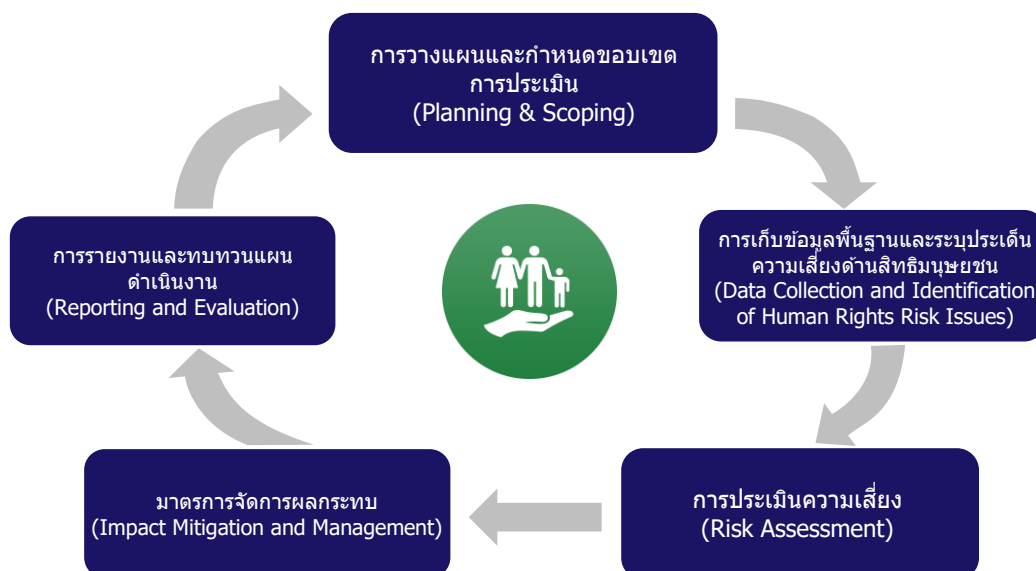 การวางแผนและกำหนดขอบเขต
การประเมิน
(Planning & Scoping)
การเก็บข้อมูลพื้นฐานและระบุประเด็น
ความเสี่ยงด้านสิทธิมนุษยชน
(Data Collection and Identification
of Human Rights Risk Issues)
การประเมินความเสี่ยง
(Risk Assessment)
มาตรการจัดการผลกระทบ
(Impact Mitigation and Management)
การรายงานและทบทวนแผน
ดำเนินงาน
(Reporting and Evaluation)